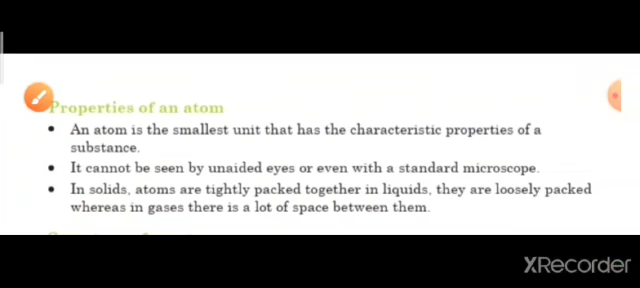 Properties of an atom
• An atom is the smallest unit that has the characteristic properties of a
substance.
• It cannot be seen by unaided eyes or even with a standard microscope.
• In solids, atoms are tightly packed together in liquids, they are loosely packed
whereas in gases there is a lot of space between them.
XRecorder